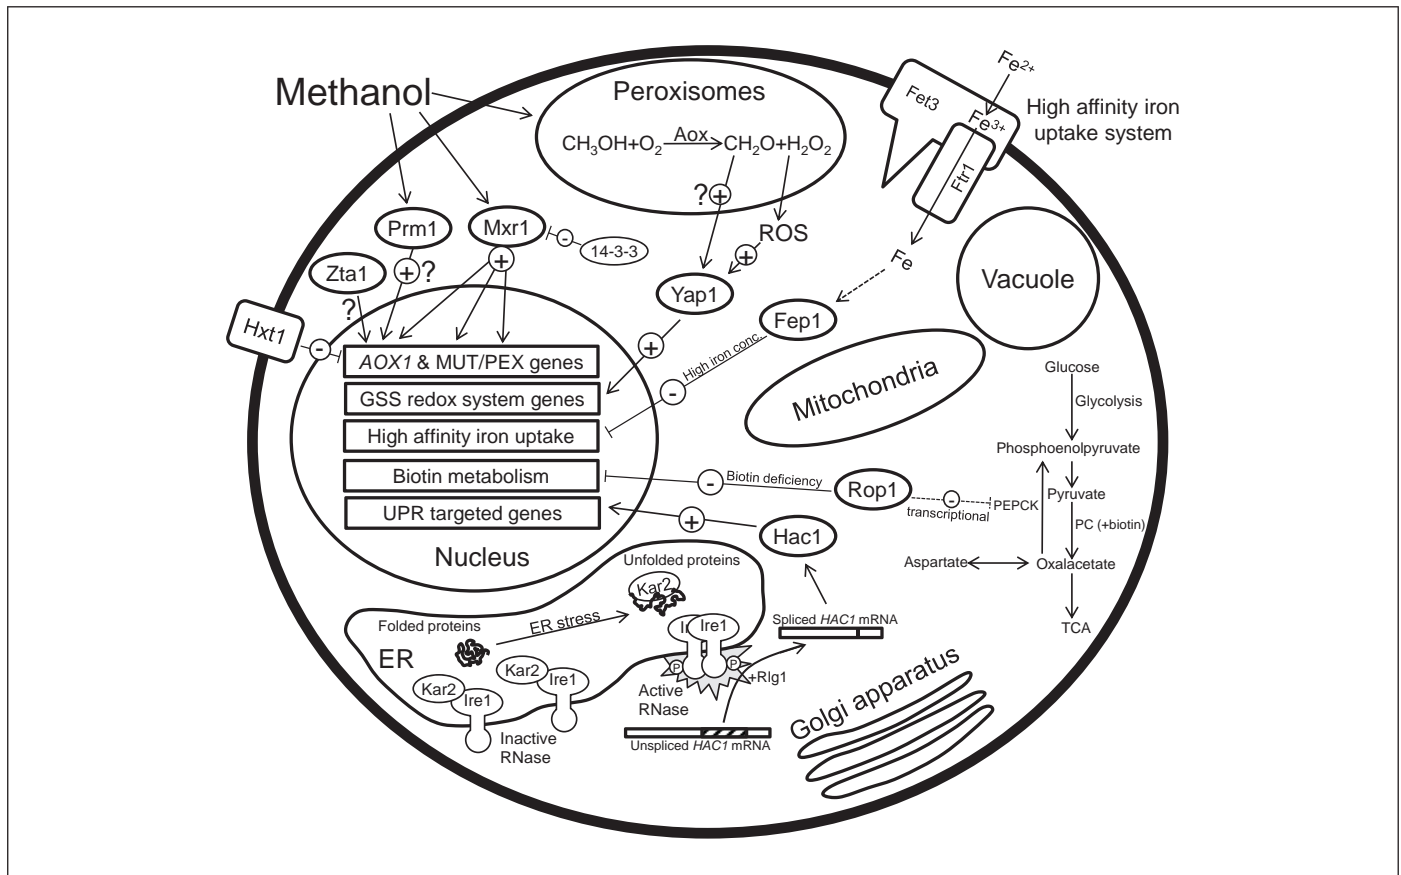 Methanol
Peroxisomes
CH₃OH+O₂
Aox
CH₂O+H₂O₂
?
+
Fe²⁺
Fet3
Fe³⁺
High affinity iron
uptake system
Ftr1
Fe
Prm1
Mxr1
-
14-3-3
ROS
+
Zta1
+
?
+
?
Yap1
Vacuole
Hxt1
-
Fep1
+
High iron conc.
-
AOX1 & MUT/PEX genes
GSS redox system genes
High affinity iron uptake
Biotin metabolism
UPR targeted genes
Nucleus
Mitochondria
Glucose
Glycolysis
Phosphoenolpyruvate
Pyruvate
PEPCK
PC (+biotin)
Aspartate
Oxalacetate
TCA
-
Biotin deficiency
Rop1
-
transcriptional
+
Hac1
Unfolded proteins
Kar2
Folded proteins
ER stress
ER
Kar2
Ire1
Kar2
Ire1
Inactive
RNase
Ir
Ire1
P
P
+Rlg1
Active
RNase
Spliced HAC1 mRNA
Unspliced HAC1 mRNA
Golgi apparatus